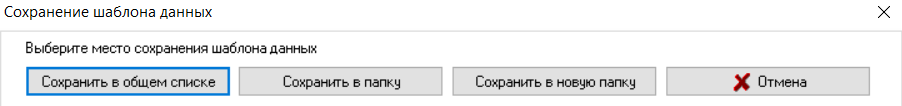 Сохранение шаблона данных
Выберите место сохранения шаблона данных
Сохранить в общем списке Сохранить в папку Сохранить в новую папку Отмена